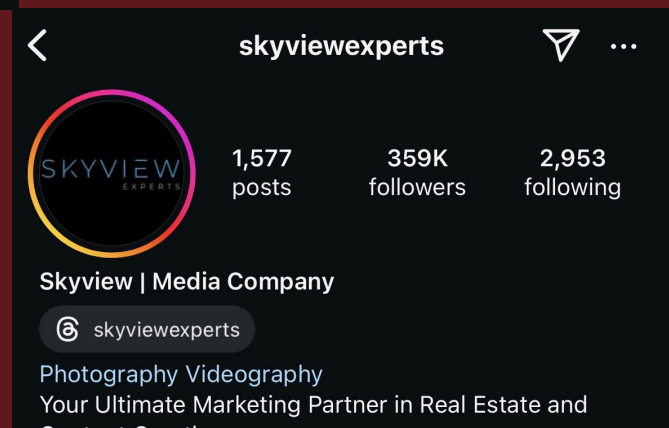 skyviewexperts
SKYVIEW
EXPERTS
1,577
posts
359K
followers
2,953
following
Skyview | Media Company
skyviewexperts
Photography Videography
Your Ultimate Marketing Partner in Real Estate and